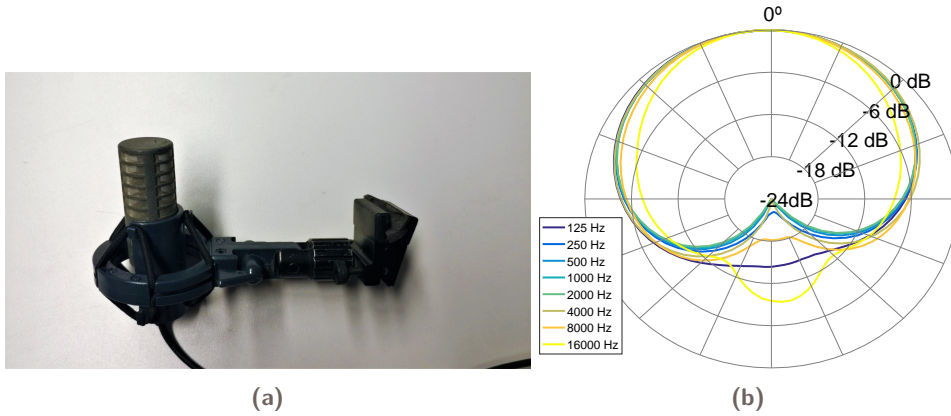 0º
0 dB
-6 dB
-12 dB
-18 dB
-24dB
125 Hz
250 Hz
500 Hz
1000 Hz
2000 Hz
4000 Hz
8000 Hz
16000 Hz
(a)
(b)